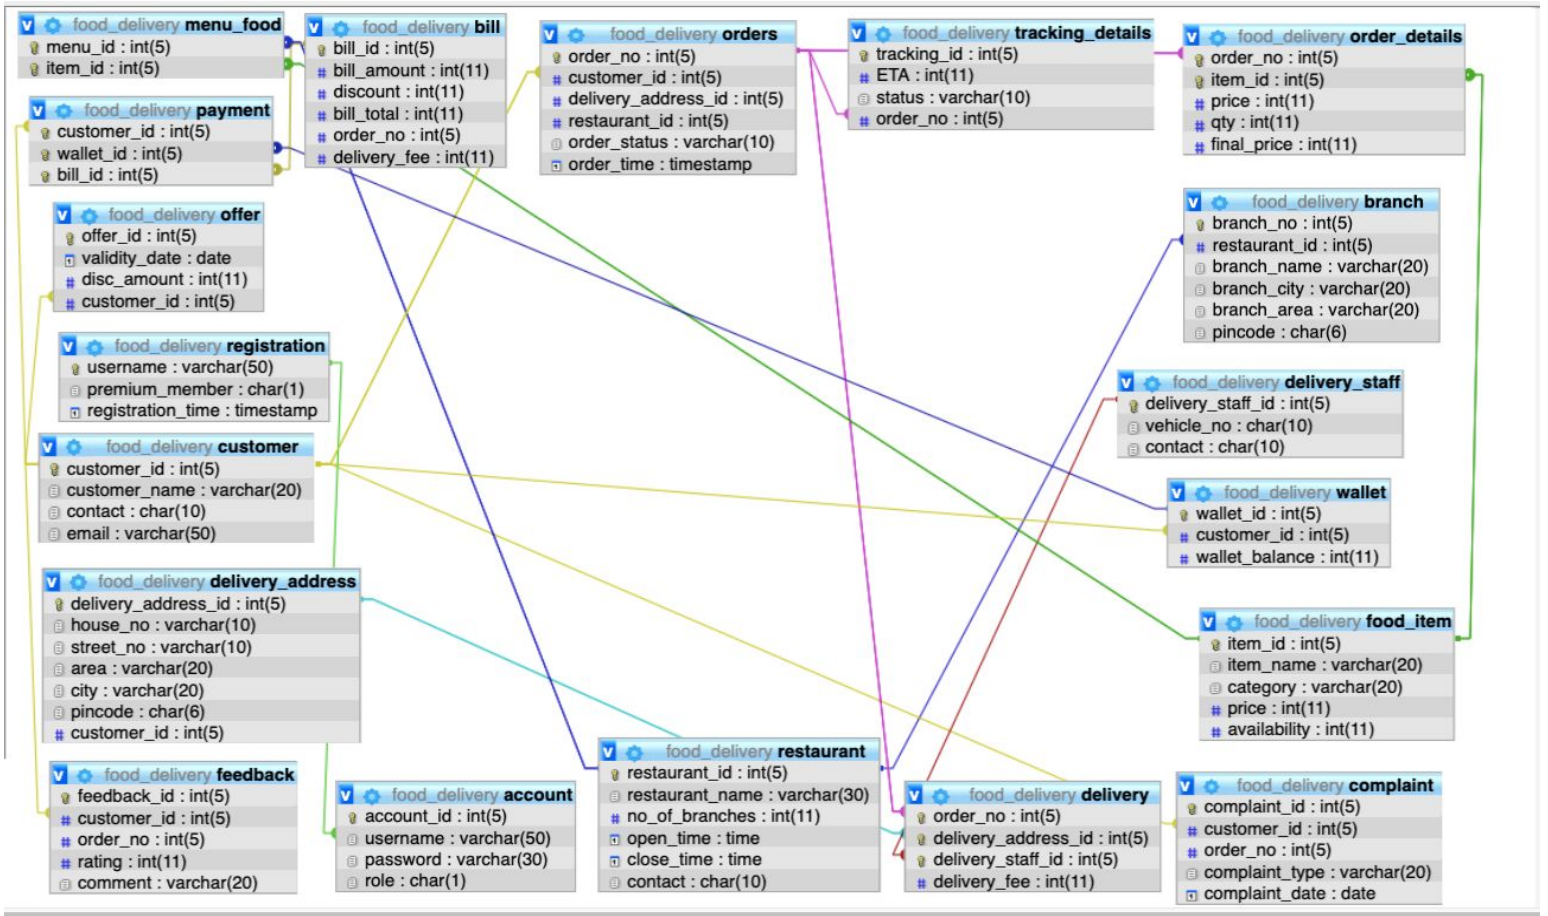 food_delivery menu_food
menu_id : int(5)
item_id : int(5)
food_delivery bill
bill_id : int(5)
bill_amount : int(11)
discount : int(11)
bill_total : int(11)
order_no : int(5)
delivery_fee : int(11)
food_delivery orders
order_no : int(5)
customer_id : int(5)
delivery_address_id : int(5)
restaurant_id : int(5)
order_status : varchar(10)
order_time : timestamp
food_delivery tracking_details
tracking_id : int(5)
ETA : int(11)
status : varchar(10)
order_no : int(5)
food_delivery order_details
order_no : int(5)
item_id : int(5)
price : int(11)
qty : int(11)
final_price : int(11)
food_delivery payment
customer_id : int(5)
wallet_id : int(5)
bill_id : int(5)
food_delivery offer
offer_id : int(5)
validity_date : date
disc_amount : int(11)
customer_id : int(5)
food_delivery branch
branch_no : int(5)
restaurant_id : int(5)
branch_name : varchar(20)
branch_city : varchar(20)
branch_area : varchar(20)
pincode : char(6)
food_delivery registration
username : varchar(50)
premium_member : char(1)
registration_time : timestamp
food_delivery delivery_staff
delivery_staff_id : int(5)
vehicle_no : char(10)
contact : char(10)
food_delivery customer
customer_id : int(5)
customer_name : varchar(20)
contact : char(10)
email : varchar(50)
food_delivery wallet
wallet_id : int(5)
customer_id : int(5)
wallet_balance : int(11)
food_delivery delivery_address
delivery_address_id : int(5)
house_no : varchar(10)
street_no : varchar(10)
area : varchar(20)
city : varchar(20)
pincode : char(6)
customer_id : int(5)
food_delivery food_item
item_id : int(5)
item_name : varchar(20)
category : varchar(20)
price : int(11)
availability : int(11)
food_delivery feedback
feedback_id : int(5)
customer_id : int(5)
order_no : int(5)
rating : int(11)
comment : varchar(20)
food_delivery account
account_id : int(5)
username : varchar(50)
password : varchar(30)
role : char(1)
food_delivery restaurant
restaurant_id : int(5)
restaurant_name : varchar(30)
no_of_branches : int(11)
open_time : time
close_time : time
contact : char(10)
food_delivery delivery
order_no : int(5)
delivery_address_id : int(5)
delivery_staff_id : int(5)
delivery_fee : int(11)
food_delivery complaint
complaint_id : int(5)
customer_id : int(5)
order_no : int(5)
complaint_type : varchar(20)
complaint_date : date